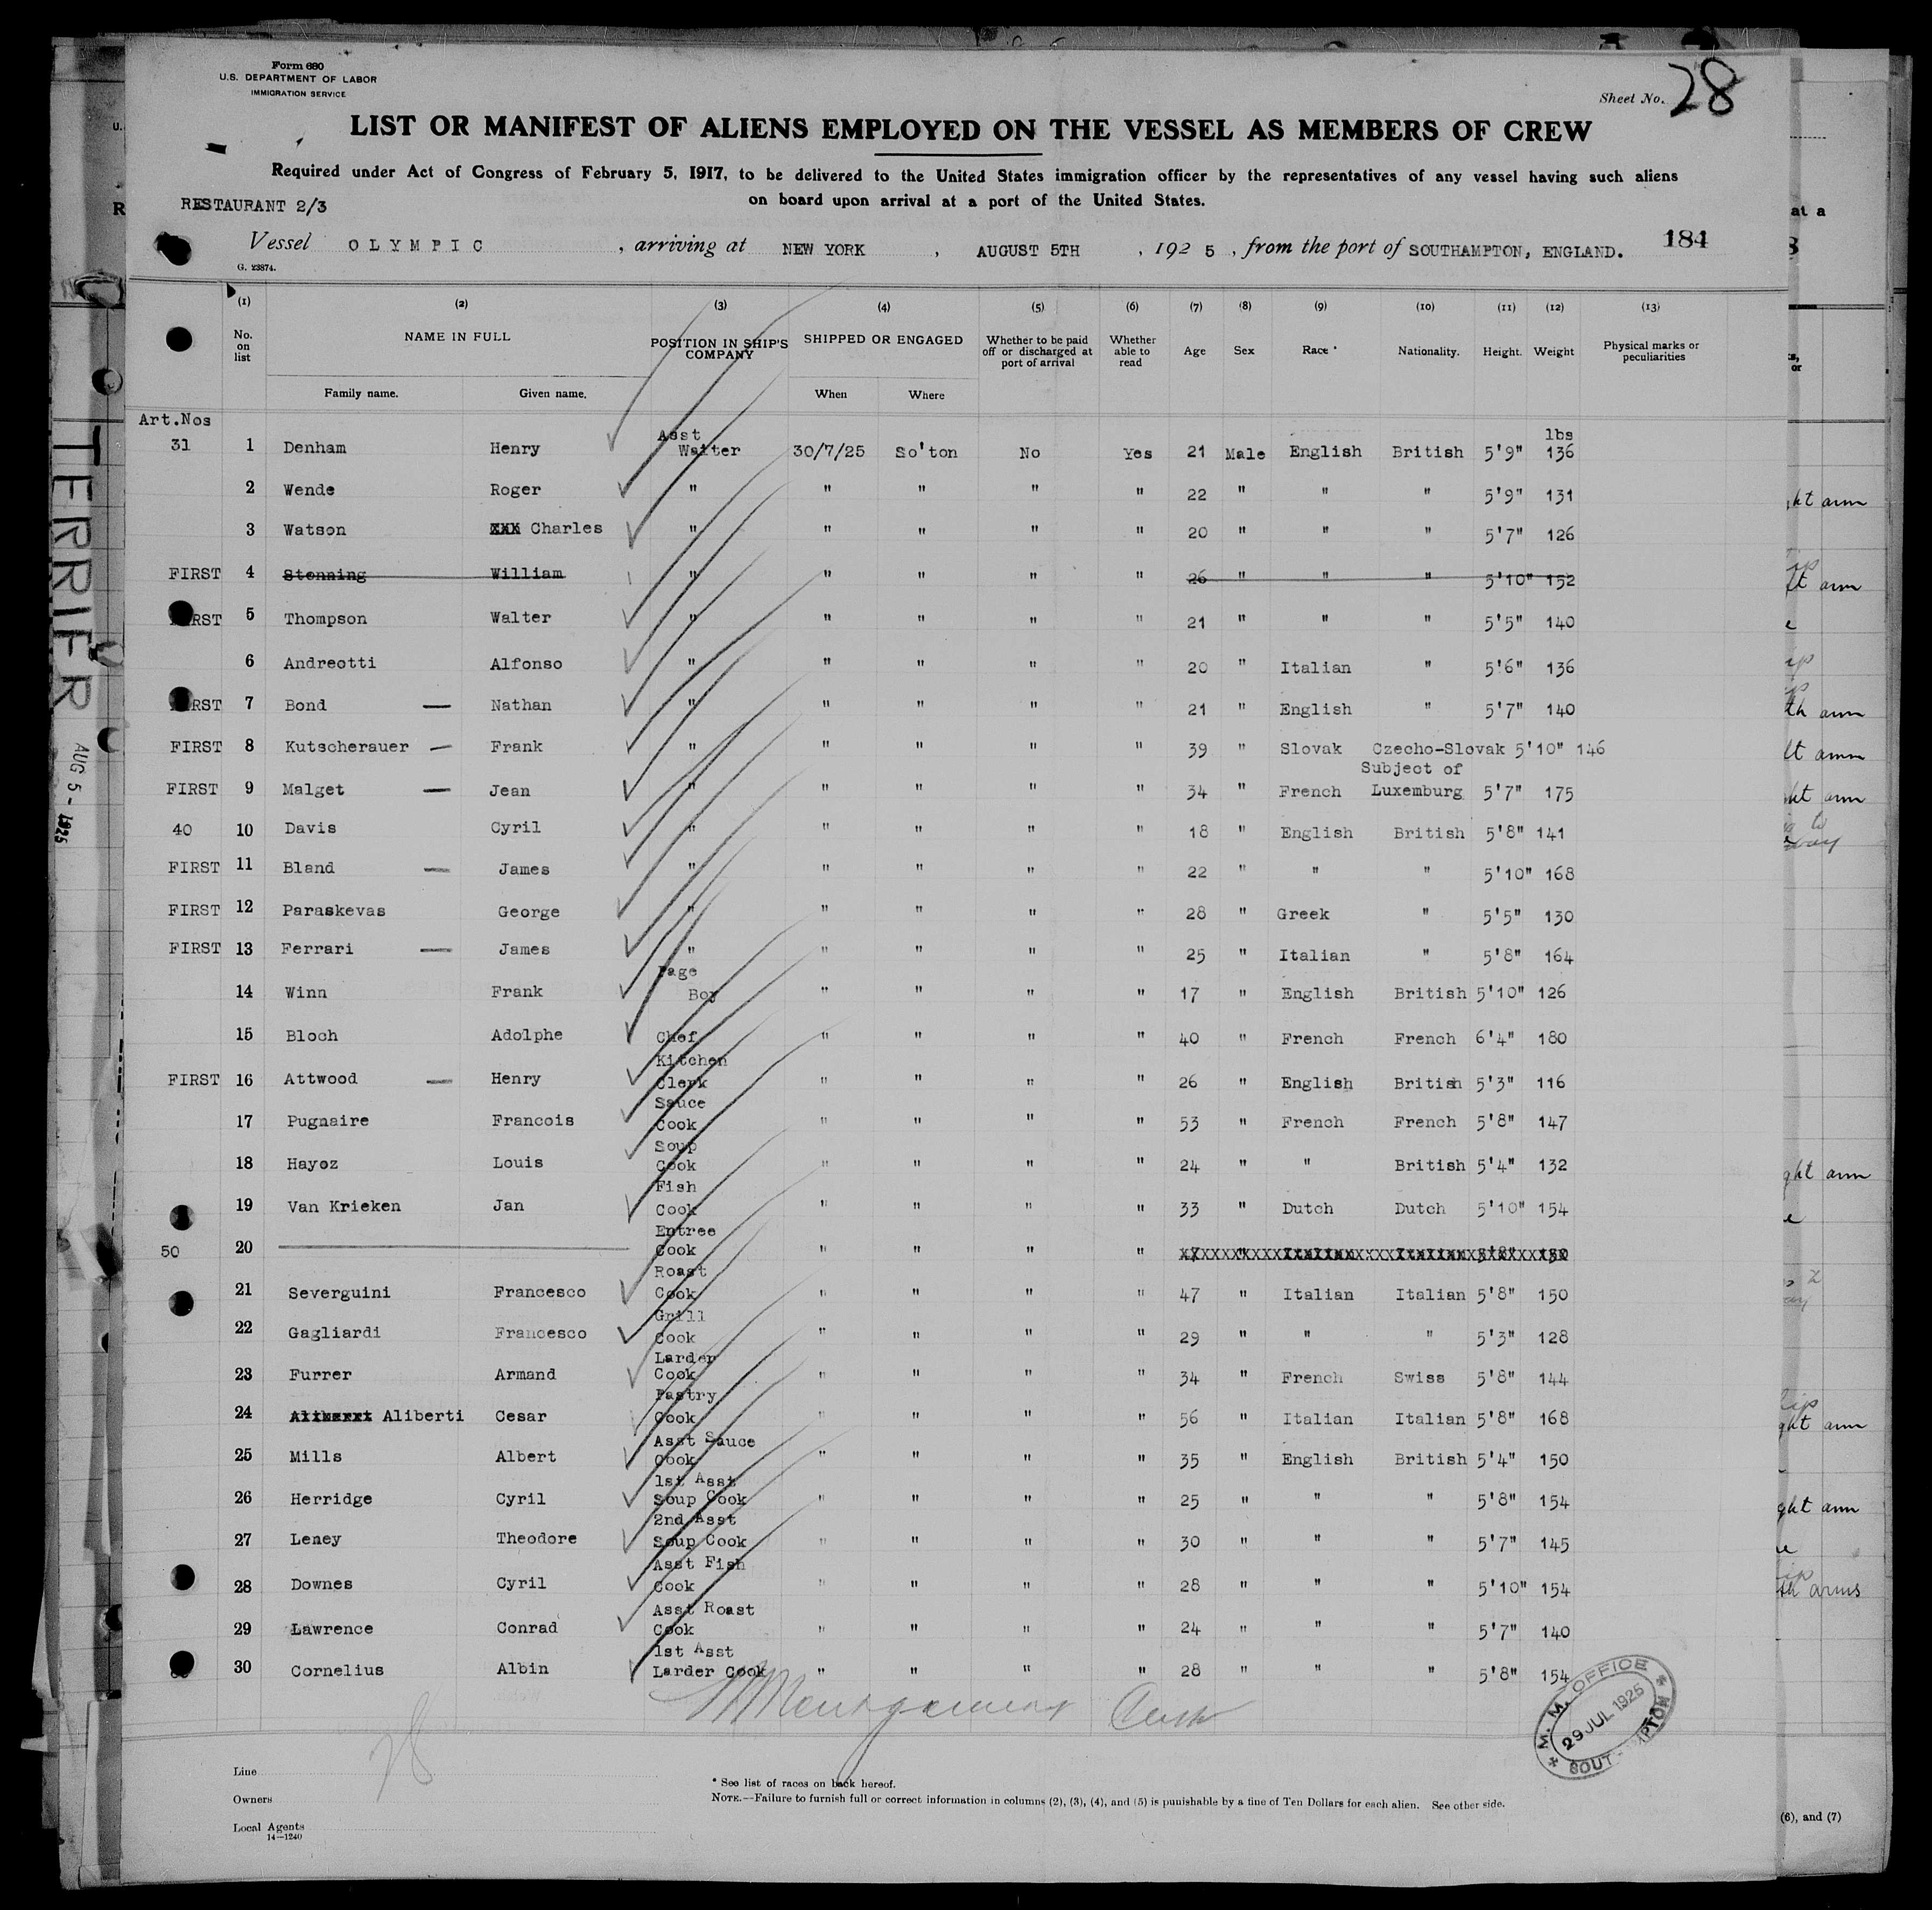 Form 680
U.S. DEPARTMENT OF LABOR
IMMIGRATION SERVICE
Sheet No. 28
LIST OR MANIFEST OF ALIENS EMPLOYED ON THE VESSEL AS MEMBERS OF CREW
Required under Act of Congress of February 5, 1917, to be delivered to the United States immigration officer by the representatives of any vessel having such aliens
on board upon arrival at a port of the United States.
RESTAURANT 2/3
Vessel OLYMPIC, arriving at NEW YORK, AUGUST 5TH, 1925, from the port of SOUTHAMPTON, ENGLAND. 184
G. 23874.
(1) (2) (3) (4) (5) (6) (7) (8) (9) (10) (11) (12) (13)
No. on list NAME IN FULL POSITION IN SHIP'S COMPANY SHIPPED OR ENGAGED Whether to be paid off or discharged at port of arrival Whether able to read Age Sex Race * Nationality. Height. Weight Physical marks or peculiarities
Family name. Given name. When Where
Art.Nos
31 1 Denham Henry Asst Waiter 30/7/25 So'ton No Yes 21 Male English British 5'9" lbs 136
2 Wende Roger " " " " " 22 " " " 5'9" 131
3 Watson XXX Charles " " " " " 20 " " " 5'7" 126
FIRST 4 Stonning William " " " " " 26 " " " 5'10" 152
RST 5 Thompson Walter " " " " " 21 " " " 5'5" 140
6 Andreotti Alfonso " " " " " 20 " Italian " 5'6" 136
RST 7 Bond — Nathan " " " " " 21 " English " 5'7" 140
FIRST 8 Kutscherauer — Frank " " " " " 39 " Slovak Czecho-Slovak 5'10" 146
FIRST 9 Malget — Jean " " " " " 34 " French Subject of Luxemburg 5'7" 175
40 10 Davis Cyril " " " " " 18 " English British 5'8" 141
FIRST 11 Bland — James " " " " " 22 " " " 5'10" 168
FIRST 12 Paraskevas George " " " " " 28 " Greek " 5'5" 130
FIRST 13 Ferrari — James " " " " " 25 " Italian " 5'8" 164
14 Winn Frank Page Boy " " " " 17 " English British 5'10" 126
15 Bloch Adolphe Chef " " " " 40 " French French 6'4" 180
FIRST 16 Attwood — Henry Kitchen Clerk " " " " 26 " English British 5'3" 116
17 Pugnaire Francois Sauce Cook " " " " 53 " French French 5'8" 147
18 Hayoz Louis Soup Cook " " " " 24 " " British 5'4" 132
19 Van Krieken Jan Fish Cook " " " " 33 " Dutch Dutch 5'10" 154
50 20 Entree Cook " " " "
21 Severguini Francesco Roast Cook " " " " 47 " Italian Italian 5'8" 150
22 Gagliardi Francesco Grill Cook " " " " 29 " " " 5'3" 128
23 Furrer Armand Larder Cook " " " " 34 " French Swiss 5'8" 144
24 Aliberti Cesar Pastry Cook " " " " 56 " Italian Italian 5'8" 168
25 Mills Albert Asst Sauce Cook " " " " 35 " English British 5'4" 150
26 Herridge Cyril 1st Asst Soup Cook " " " " 25 " " " 5'8" 154
27 Leney Theodore 2nd Asst Soup Cook " " " " 30 " " " 5'7" 145
28 Downes Cyril Asst Fish Cook " " " " 28 " " " 5'10" 154
29 Lawrence Conrad Asst Roast Cook " " " " 24 " " " 5'7" 140
30 Cornelius Albin 1st Asst Larder Cook " " " " 28 " " " 5'8" 154
M. M. OFFICE
29 JUL 1925
28
Line
Owners
Local Agents
14—1240
* See list of races on back hereof.
NOTE.—Failure to furnish full or correct information in columns (2), (3), (4), and (5) is punishable by a fine of Ten Dollars for each alien. See other side.
AUG 5 - 1925
(6), and (7)